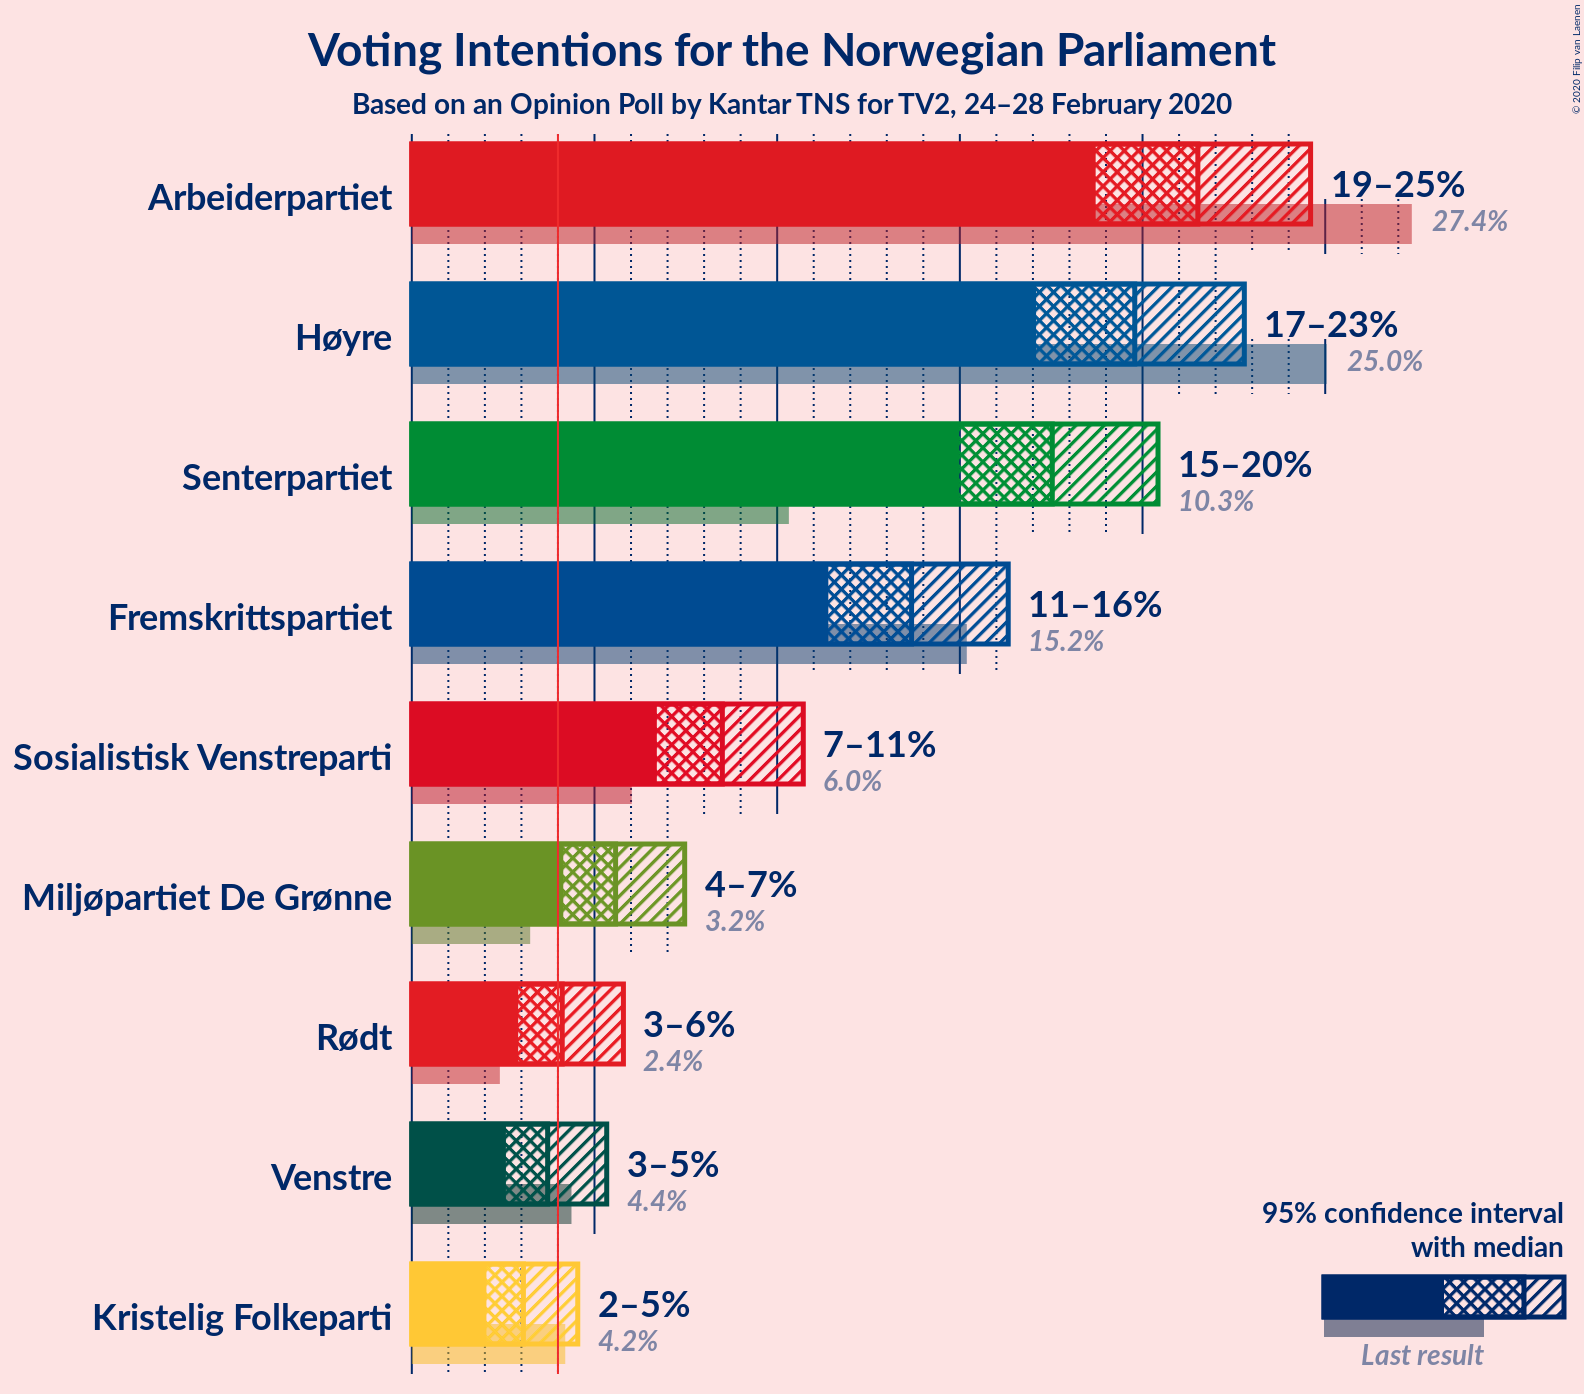 Voting Intentions for the Norwegian Parliament
Based on an Opinion Poll by Kantar TNS for TV2, 24–28 February 2020
© 2020 Filip van Laenen
Arbeiderpartiet
19–25%
27.4%
Høyre
17–23%
25.0%
Senterpartiet
15–20%
10.3%
Fremskrittspartiet
11–16%
15.2%
Sosialistisk Venstreparti
7–11%
6.0%
Miljøpartiet De Grønne
4–7%
3.2%
Rødt
3–6%
2.4%
Venstre
3–5%
4.4%
Kristelig Folkeparti
2–5%
4.2%
95% confidence interval
with median
Last result